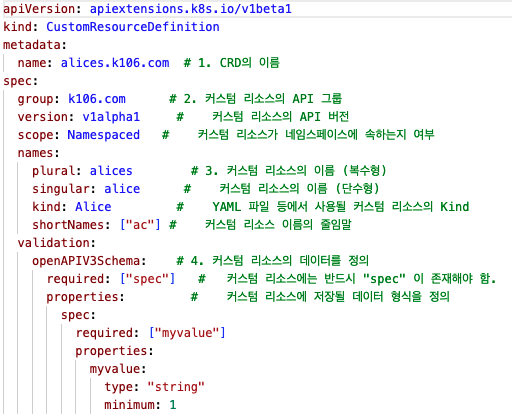 apiVersion: apiextensions.k8s.io/v1beta1
kind: CustomResourceDefinition
metadata:
  name: alices.k106.com  # 1. CRD의 이름
spec:
  group: k106.com      # 2. 커스텀 리소스의 API 그룹
  version: v1alpha1     #    커스텀 리소스의 API 버전
  scope: Namespaced   #    커스텀 리소스가 네임스페이스에 속하는지 여부
  names:
    plural: alices        # 3. 커스텀 리소스의 이름 (복수형)
    singular: alice      #    커스텀 리소스의 이름 (단수형)
    kind: Alice         #    YAML 파일 등에서 사용될 커스텀 리소스의 Kind
    shortNames: ["ac"] #    커스텀 리소스 이름의 줄임말
  validation:
    openAPIV3Schema:    # 4. 커스텀 리소스의 데이터를 정의
      required: ["spec"]   #   커스텀 리소스에는 반드시 "spec" 이 존재해야 함.
      properties:         #    커스텀 리소스에 저장될 데이터 형식을 정의
        spec:
          required: ["myvalue"]
          properties:
            myvalue:
              type: "string"
              minimum: 1